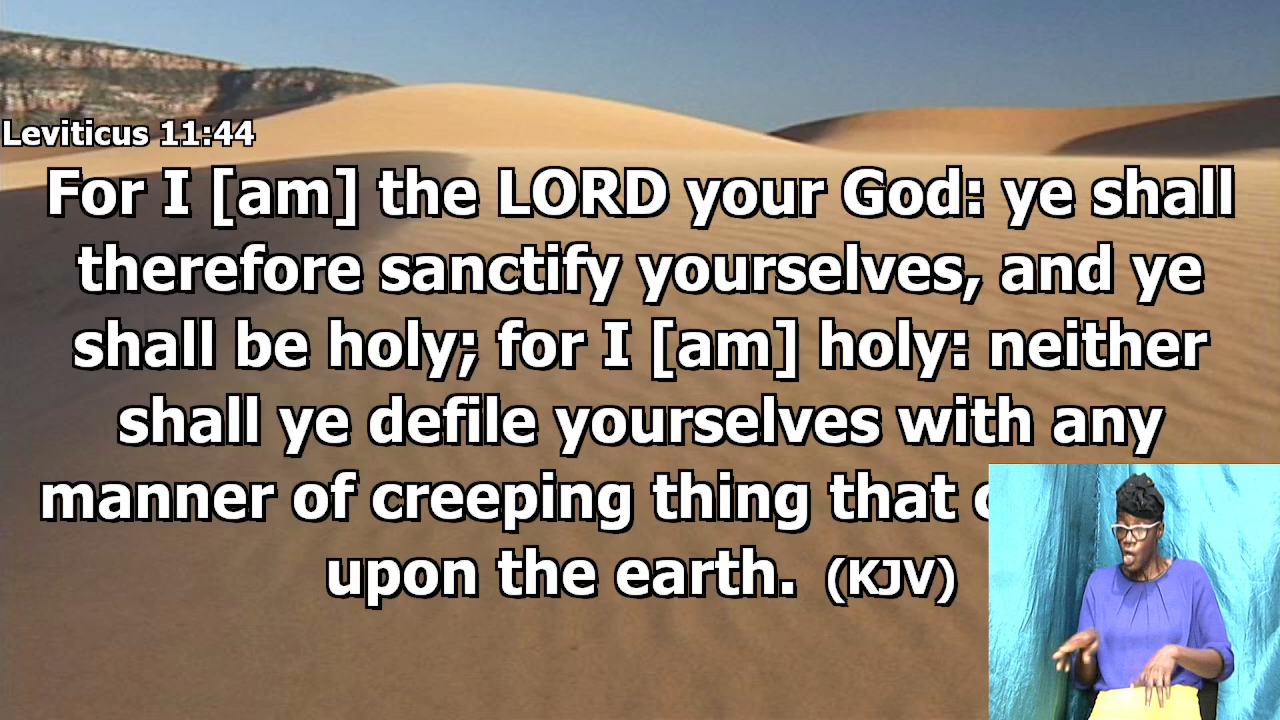 Leviticus 11:44
For I [am] the LORD your God: ye shall
therefore sanctify yourselves, and ye
shall be holy; for I [am] holy: neither
shall ye defile yourselves with any
manner of creeping thing that
upon the earth. (KJV)